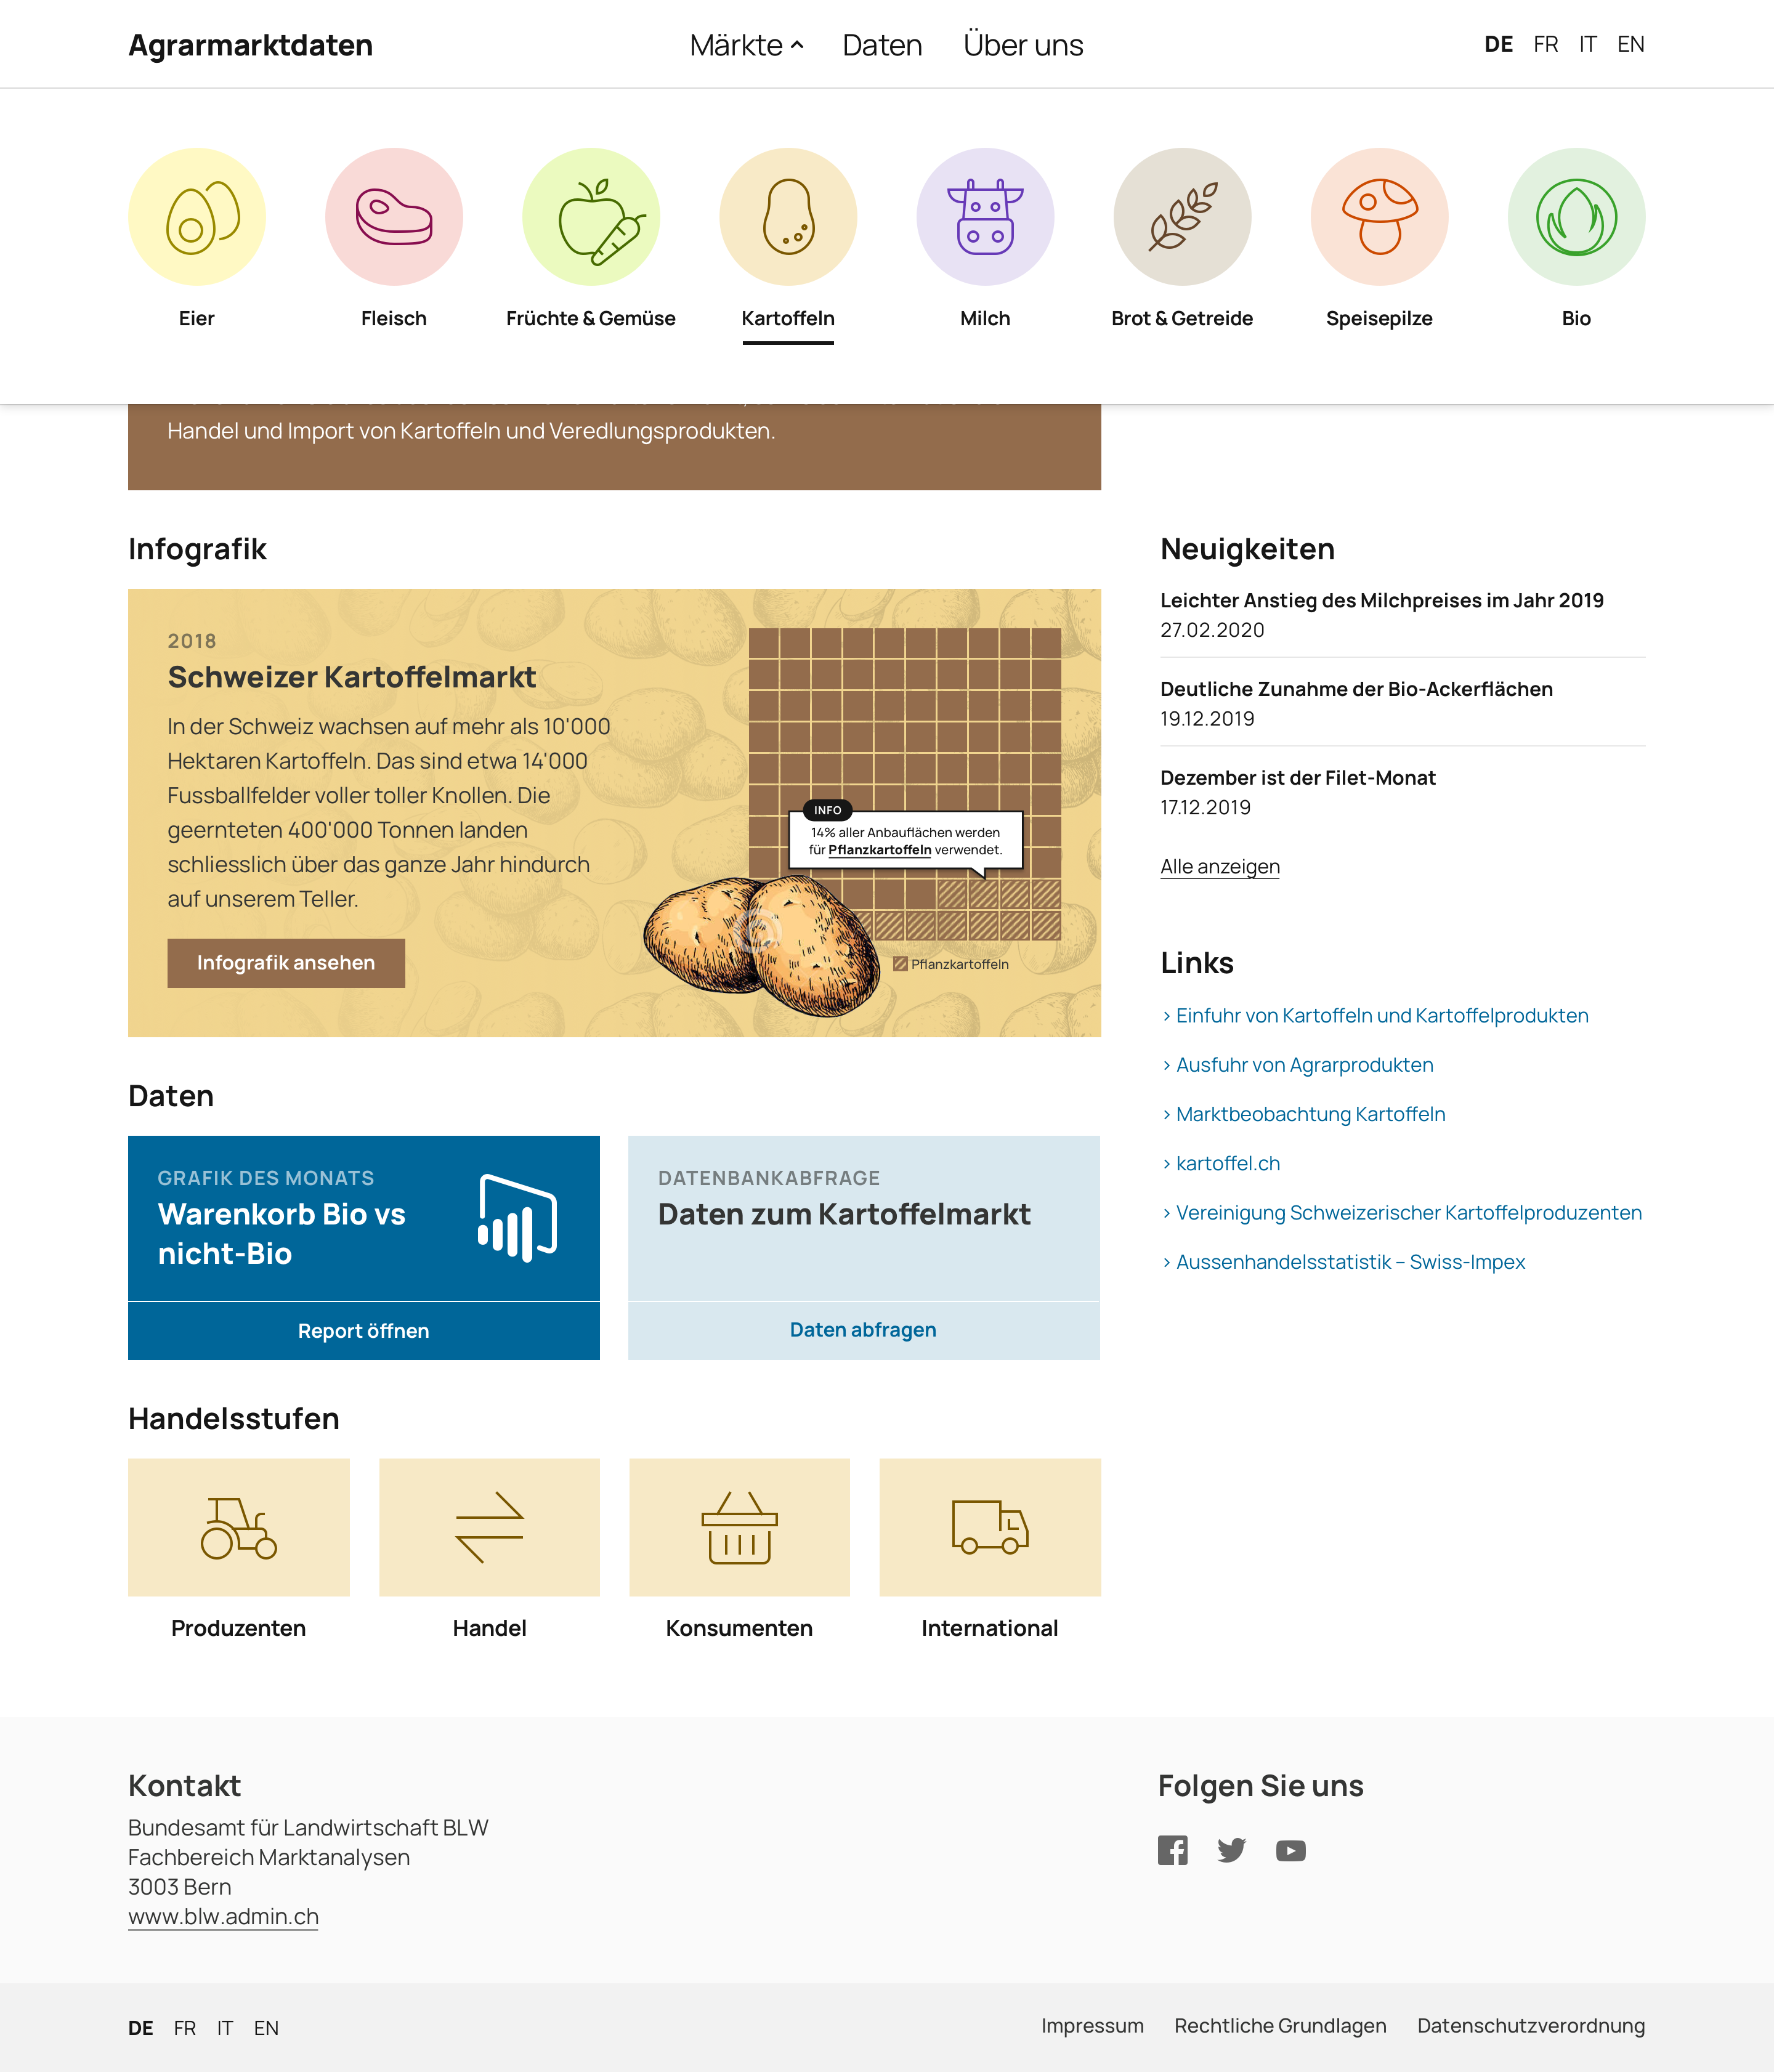 Agrarmarktdaten
Märkte Daten Über uns
DE FR IT EN
Eier
Fleisch
Früchte & Gemüse
Kartoffeln
Milch
Brot & Getreide
Speisepilze
Bio
Handel und Import von Kartoffeln und Veredlungsprodukten.
Infografik
2018
Schweizer Kartoffelmarkt
In der Schweiz wachsen auf mehr als 10'000
Hektaren Kartoffeln. Das sind etwa 14'000
Fussballfelder voller toller Knollen. Die
geernteten 400'000 Tonnen landen
schliesslich über das ganze Jahr hindurch
auf unserem Teller.
Infografik ansehen
INFO
14% aller Anbauflächen werden
für Pflanzkartoffeln verwendet.
Pflanzkartoffeln
Neuigkeiten
Leichter Anstieg des Milchpreises im Jahr 2019
27.02.2020
Deutliche Zunahme der Bio-Ackerflächen
19.12.2019
Dezember ist der Filet-Monat
17.12.2019
Alle anzeigen
Links
› Einfuhr von Kartoffeln und Kartoffelprodukten
› Ausfuhr von Agrarprodukten
› Marktbeobachtung Kartoffeln
› kartoffel.ch
› Vereinigung Schweizerischer Kartoffelproduzenten
› Aussenhandelsstatistik – Swiss-Impex
Daten
GRAFIK DES MONATS
Warenkorb Bio vs
nicht-Bio
Report öffnen
DATENBANKABFRAGE
Daten zum Kartoffelmarkt
Daten abfragen
Handelsstufen
Produzenten
Handel
Konsumenten
International
Kontakt
Bundesamt für Landwirtschaft BLW
Fachbereich Marktanalysen
3003 Bern
www.blw.admin.ch
Folgen Sie uns
DE FR IT EN
Impressum Rechtliche Grundlagen Datenschutzverordnung